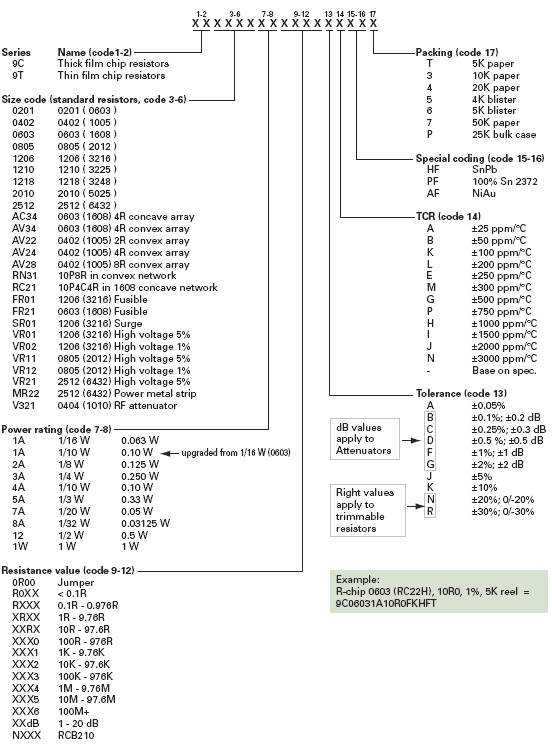 1-2 3-6 7-8 9-12 13 14 15-16 17
X X X X X X X X X X X X X X X X X
Series Name (code1-2)
9C Thick film chip resistors
9T Thin film chip resistors
Size code (standard resistors, code 3-6)
0201 0201 ( 0603 )
0402 0402 ( 1005 )
0603 0603 ( 1608 )
0805 0805 ( 2012 )
1206 1206 ( 3216 )
1210 1210 ( 3225 )
1218 1218 ( 3248 )
2010 2010 ( 5025 )
2512 2512 ( 6432 )
AC34 0603 (1608) 4R concave array
AV34 0603 (1608) 4R convex array
AV22 0402 (1005) 2R convex array
AV24 0402 (1005) 4R convex array
AV28 0402 (1005) 8R convex array
RN31 10P8R in convex network
RC21 10P4C4R in 1608 concave network
FR01 1206 (3216) Fusible
FR21 0603 (1608) Fusible
SR01 1206 (3216) Surge
VR01 1206 (3216) High voltage 5%
VR02 1206 (3216) High voltage 1%
VR11 0805 (2012) High voltage 5%
VR12 0805 (2012) High voltage 1%
VR21 2512 (6432) High voltage 5%
MR22 2512 (6432) Power metal strip
V321 0404 (1010) RF attenuator
Power rating (code 7-8)
1A 1/16 W 0.063 W
1A 1/10 W 0.10 W upgraded from 1/16 W (0603)
2A 1/8 W 0.125 W
3A 1/4 W 0.250 W
4A 1/10 W 0.10 W
5A 1/3 W 0.33 W
7A 1/20 W 0.05 W
8A 1/32 W 0.03125 W
12 1/2 W 0.5 W
1W 1 W 1 W
Resistance value (code 9-12)
0R00 Jumper
R0XX < 0.1R
RXXX 0.1R - 0.976R
XRXX 1R - 9.76R
XXRX 10R - 97.6R
XXX0 100R - 976R
XXX1 1K - 9.76K
XXX2 10K - 97.6K
XXX3 100K - 976K
XXX4 1M - 9.76M
XXX5 10M - 97.6M
XXX6 100M+
XXdB 1 - 20 dB
NXXX RCB210
Packing (code 17)
T 5K paper
3 10K paper
4 20K paper
5 4K blister
6 5K blister
7 50K paper
P 25K bulk case
Special coding (code 15-16)
HF SnPb
PF 100% Sn 2372
AF NiAu
TCR (code 14)
A ±25 ppm/°C
B ±50 ppm/°C
K ±100 ppm/°C
L ±200 ppm/°C
E ±250 ppm/°C
M ±300 ppm/°C
G ±500 ppm/°C
P ±750 ppm/°C
H ±1000 ppm/°C
I ±1500 ppm/°C
J ±2000 ppm/°C
N ±3000 ppm/°C
- Base on spec.
Tolerance (code 13)
A ±0.05%
B ±0.1%; ±0.2 dB
C ±0.25%; ±0.3 dB
D ±0.5 %; ±0.5 dB
F ±1%; ±1 dB
G ±2%; ±2 dB
J ±5%
K ±10%
N ±20%; 0/-20%
R ±30%; 0/-30%
dB values
apply to
Attenuators
Right values
apply to
trimmable
resistors
Example:
R-chip 0603 (RC22H), 10R0, 1%, 5K reel =
9C06031A10R0FKHFT